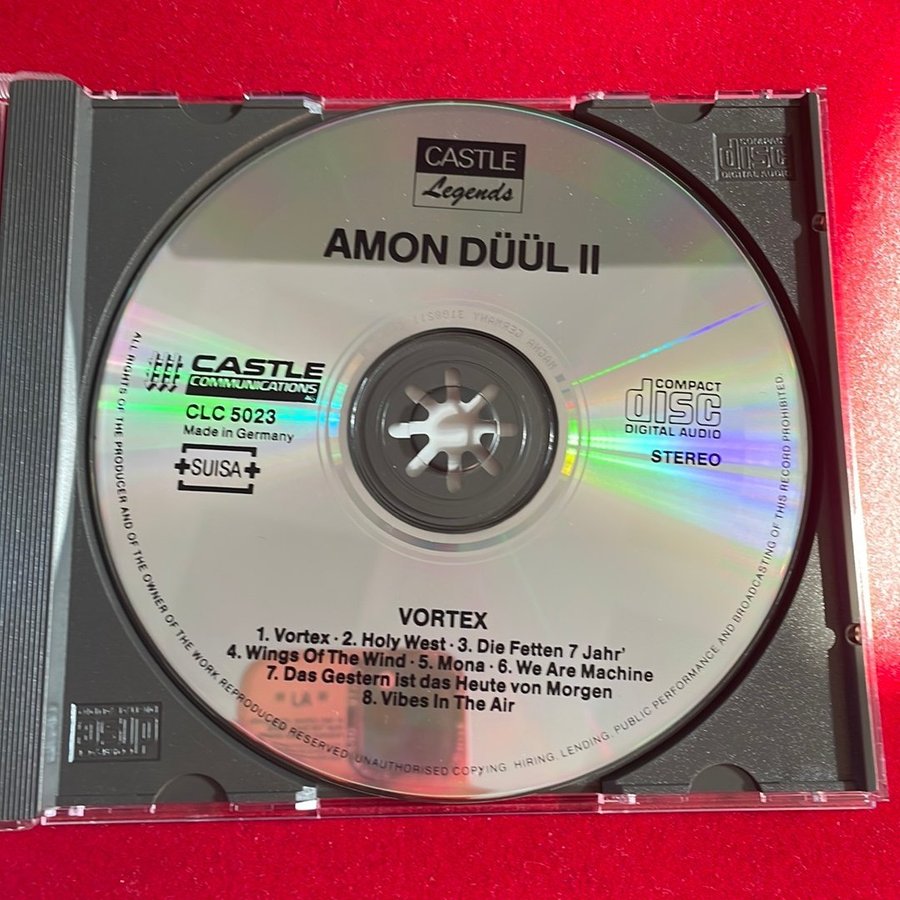 CASTLE
Legends
AMON DÜÜL II
CASTLE
COMMUNICATIONS
CLC 5023
Made in Germany
SUISA
COMPACT
disc
DIGITAL AUDIO
STEREO
VORTEX
1. Vortex · 2. Holy West · 3. Die Fetten 7 Jahr'
4. Wings Of The Wind · 5. Mona · 6. We Are Machine
7. Das Gestern ist das Heute von Morgen
8. Vibes In The Air
ALL RIGHTS OF THE PRODUCER AND OF THE OWNER OF THE WORK REPRODUCED RESERVED. UNAUTHORISED COPYING, HIRING, LENDING, PUBLIC PERFORMANCE AND BROADCASTING OF THIS RECORD PROHIBITED.
COMPACT
disc
DIGITAL AUDIO